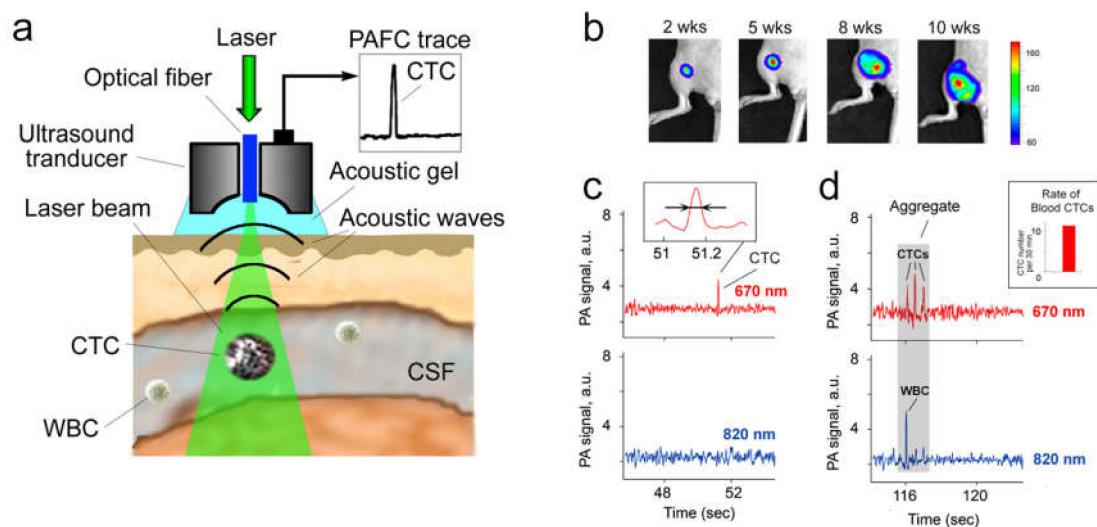 a
Laser
Optical fiber
Ultrasound
tranducer
Laser beam
PAFC trace
CTC
Acoustic gel
Acoustic waves
CTC
CSF
WBC
b
2 wks
5 wks
8 wks
10 wks
160
120
60
c
PA signal, a.u.
8
4
51
51.2
CTC
670 nm
PA signal, a.u.
8
4
820 nm
48
52
Time (sec)
d
Aggregate
Rate of
Blood CTCs
CTC number
per 30 min
10
0
PA signal, a.u.
8
4
CTCs
670 nm
PA signal, a.u.
8
4
WBC
820 nm
116
120
Time (sec)